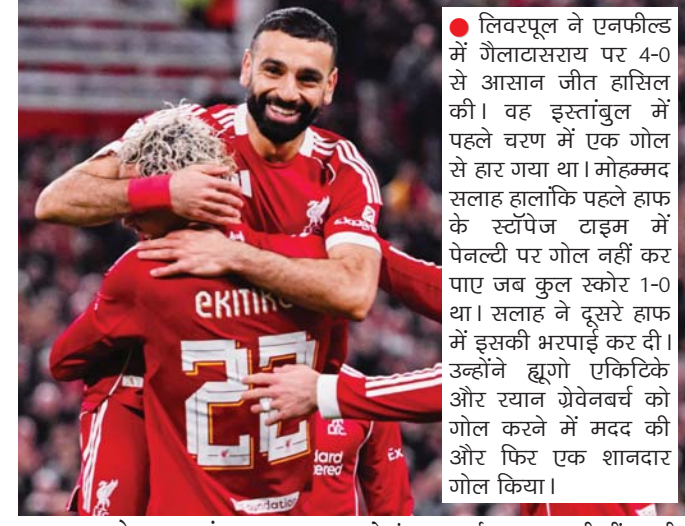 लिवरपूल ने एनफील्ड
में गैलाटासराय पर 4-0
से आसान जीत हासिल
की। वह इस्तांबुल में
पहले चरण में एक गोल
से हार गया था। मोहम्मद
सलाह हालांकि पहले हाफ
के स्टॉपेज टाइम में
पेनल्टी पर गोल नहीं कर
पाए जब कुल स्कोर 1-0
था। सलाह ने दूसरे हाफ
में इसकी भरपाई कर दी।
उन्होंने ह्यूगो एकिटिके
और रयान ग्रेवेनबर्च को
गोल करने में मदद की
और फिर एक शानदार
गोल किया।
EKITIK
22